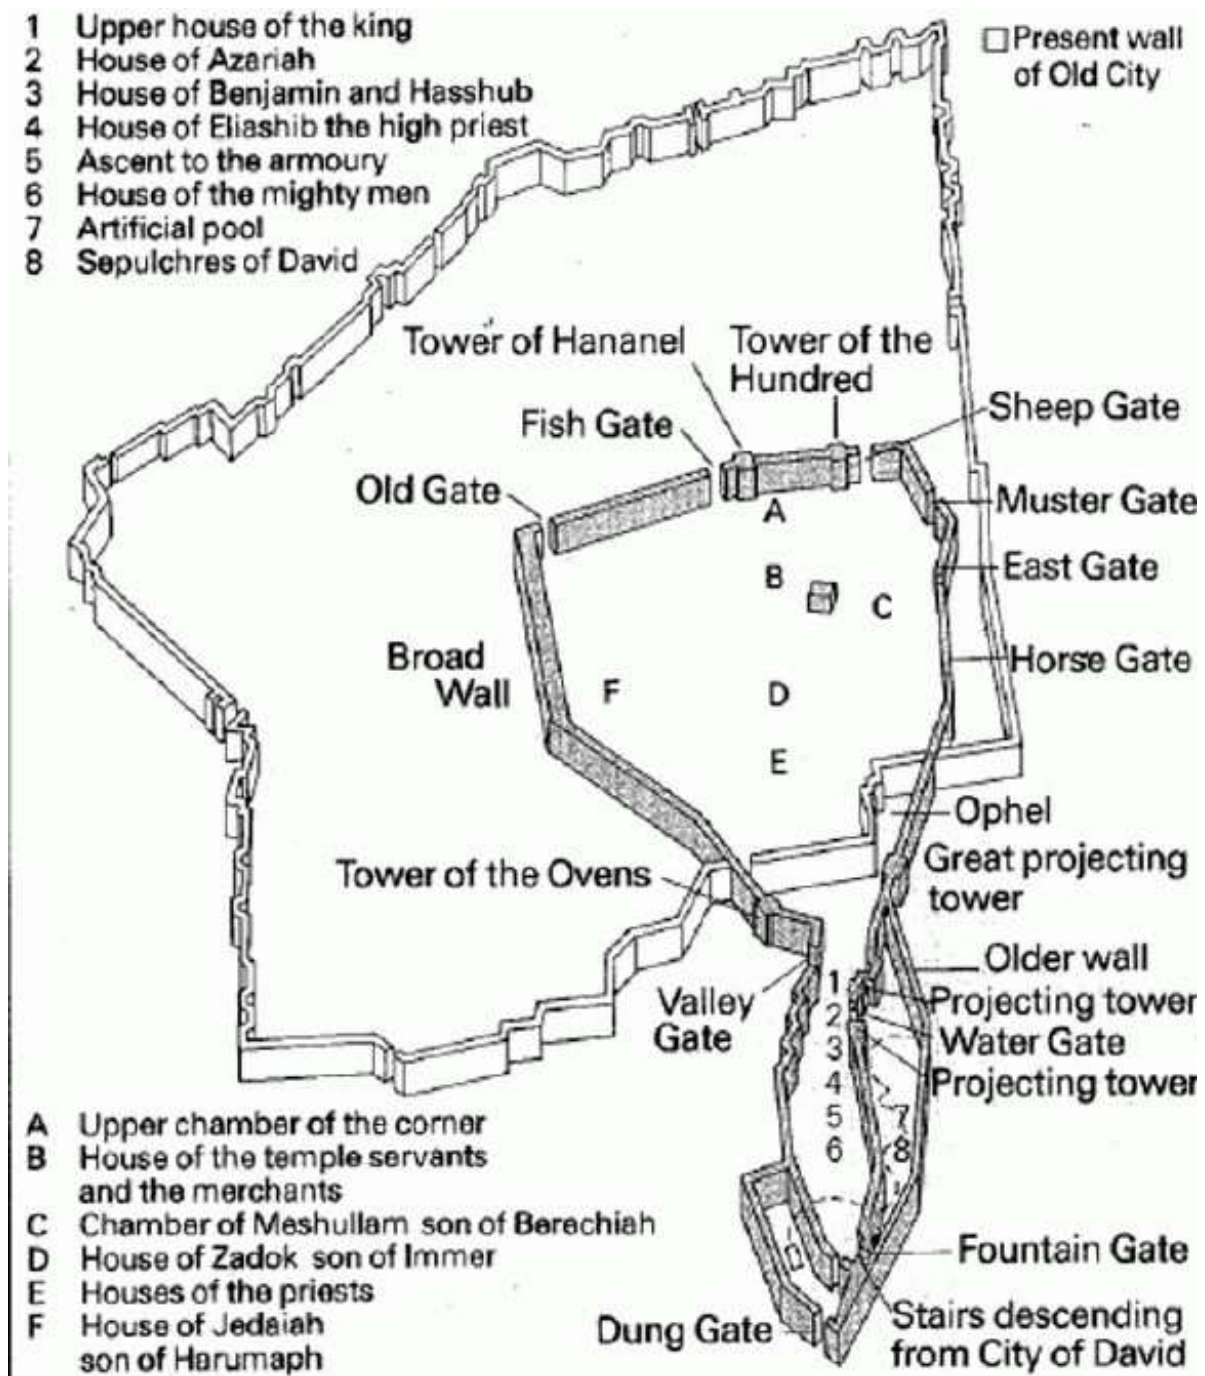 1 Upper house of the king
2 House of Azariah
3 House of Benjamin and Hasshub
4 House of Eliashib the high priest
5 Ascent to the armoury
6 House of the mighty men
7 Artificial pool
8 Sepulchres of David
Present wall
of Old City
Tower of Hananel
Tower of the
Hundred
Sheep Gate
Fish Gate
Old Gate
Muster Gate
A
East Gate
B
C
Horse Gate
Broad
Wall
F
D
E
Ophel
Great projecting
tower
Tower of the Ovens
Older wall
Valley
Gate
1
Projecting tower
2
Water Gate
3
Projecting tower
4
5
7
6
8
Fountain Gate
Stairs descending
from City of David
Dung Gate
A Upper chamber of the corner
B House of the temple servants
and the merchants
C Chamber of Meshullam son of Berechiah
D House of Zadok son of Immer
E Houses of the priests
F House of Jedaiah
son of Harumaph